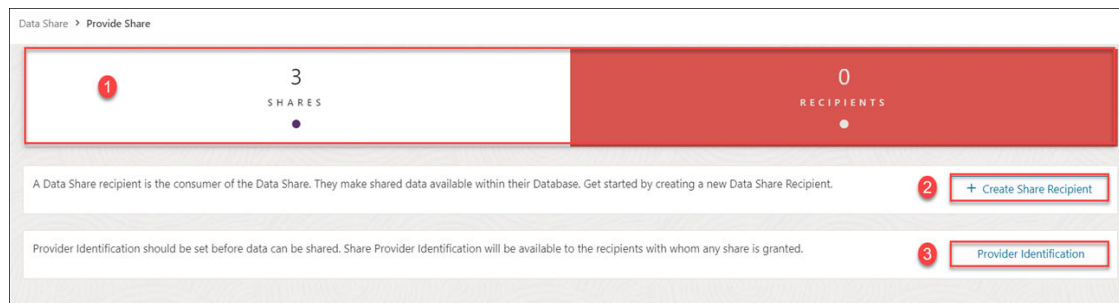 Data Share > Provide Share
1
3
SHARES
0
RECIPIENTS
A Data Share recipient is the consumer of the Data Share. They make shared data available within their Database. Get started by creating a new Data Share Recipient.
2
+ Create Share Recipient
Provider Identification should be set before data can be shared. Share Provider Identification will be available to the recipients with whom any share is granted.
3
Provider Identification